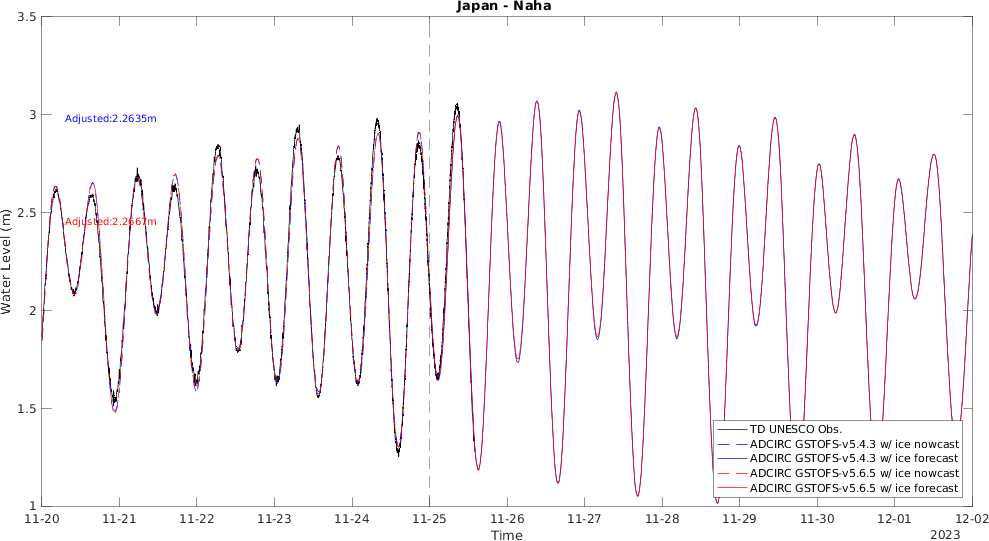 Japan - Naha
3.5
3
2.5
2
1.5
1
Water Level (m)
Adjusted:2.2635m
Adjusted:2.2667m
TD UNESCO Obs.
ADCIRC GSTOFS-v5.4.3 w/ ice nowcast
ADCIRC GSTOFS-v5.4.3 w/ ice forecast
ADCIRC GSTOFS-v5.6.5 w/ ice nowcast
ADCIRC GSTOFS-v5.6.5 w/ ice forecast
11-20 11-21 11-22 11-23 11-24 11-25 11-26 11-27 11-28 11-29 11-30 12-01 12-02
Time
2023